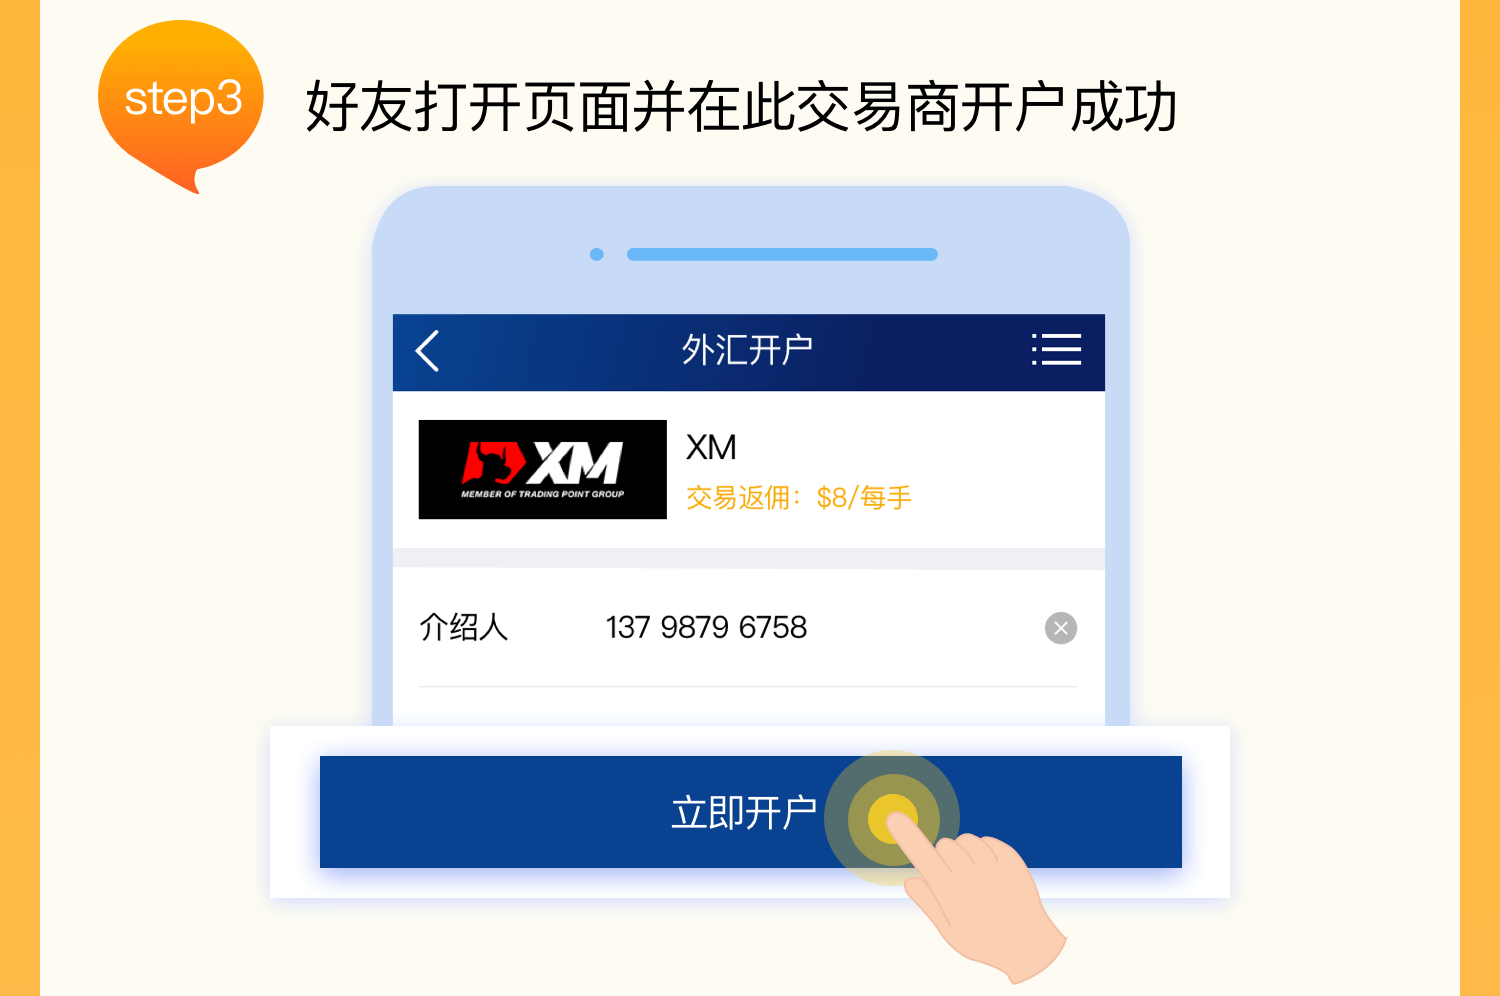 step3
好友打开页面并在此交易商开户成功
外汇开户
XM
MEMBER OF TRADING POINT GROUP
XM
交易返佣：$8/每手
介绍人 137 9879 6758
立即开户